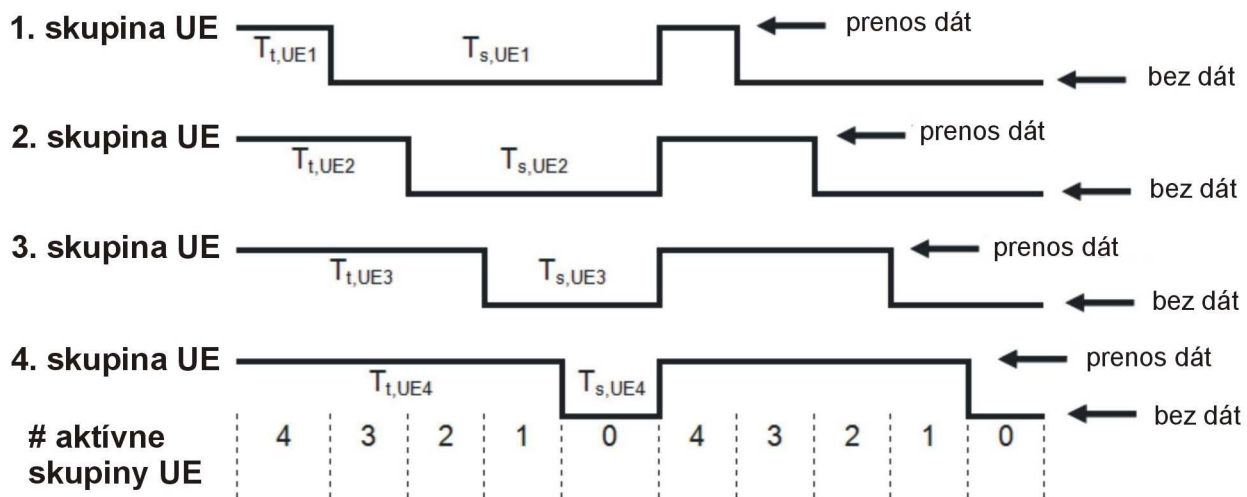 1. skupina UE
T_t,UE1
T_s,UE1
prenos dát
bez dát
2. skupina UE
T_t,UE2
T_s,UE2
prenos dát
bez dát
3. skupina UE
T_t,UE3
T_s,UE3
prenos dát
bez dát
4. skupina UE
T_t,UE4
T_s,UE4
prenos dát
bez dát
# aktívne
skupiny UE
4 3 2 1 0 4 3 2 1 0